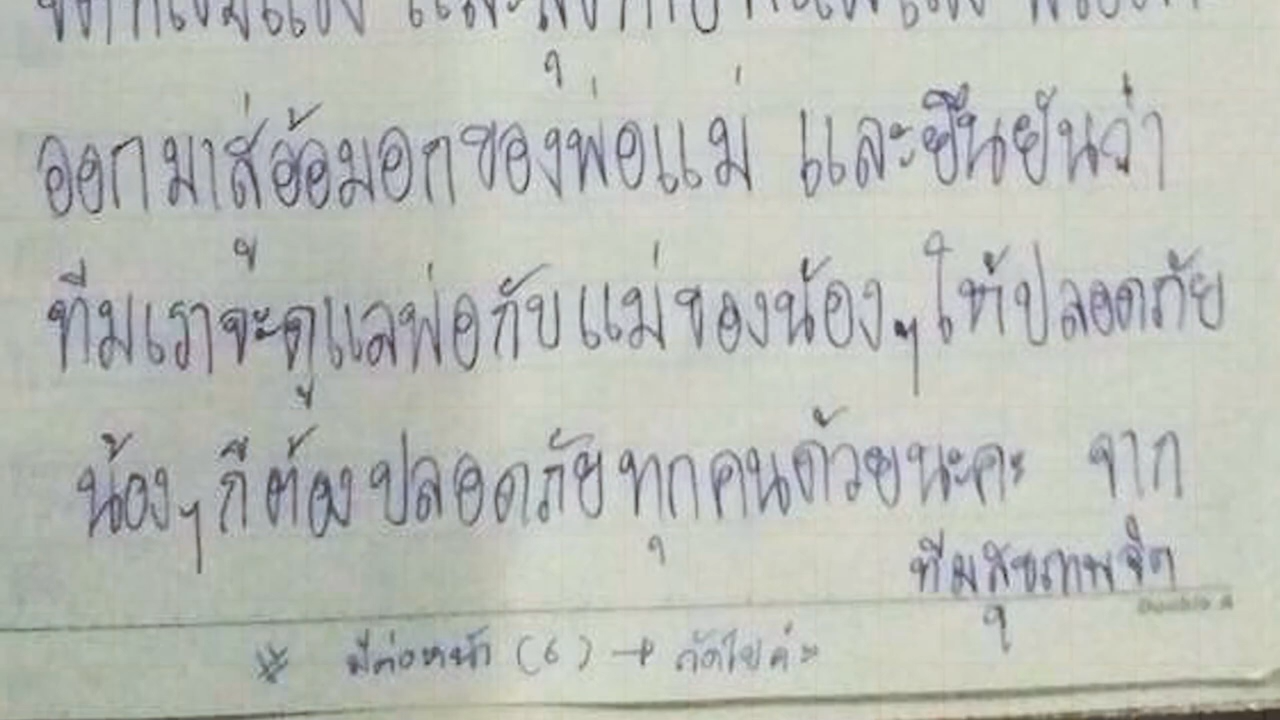 ออกมาสู่อ้อมอกของพ่อแม่ และยืนยันว่า
ทีมเราจะดูแลพ่อกับแม่ของน้องๆ ให้ปลอดภัย
น้องๆ ก็ต้องปลอดภัยทุกคนด้วยนะคะ จาก
ทีมสุขภาพจิต
Double A
* มีต่อหน้า (6) → ถัดไปค่ะ